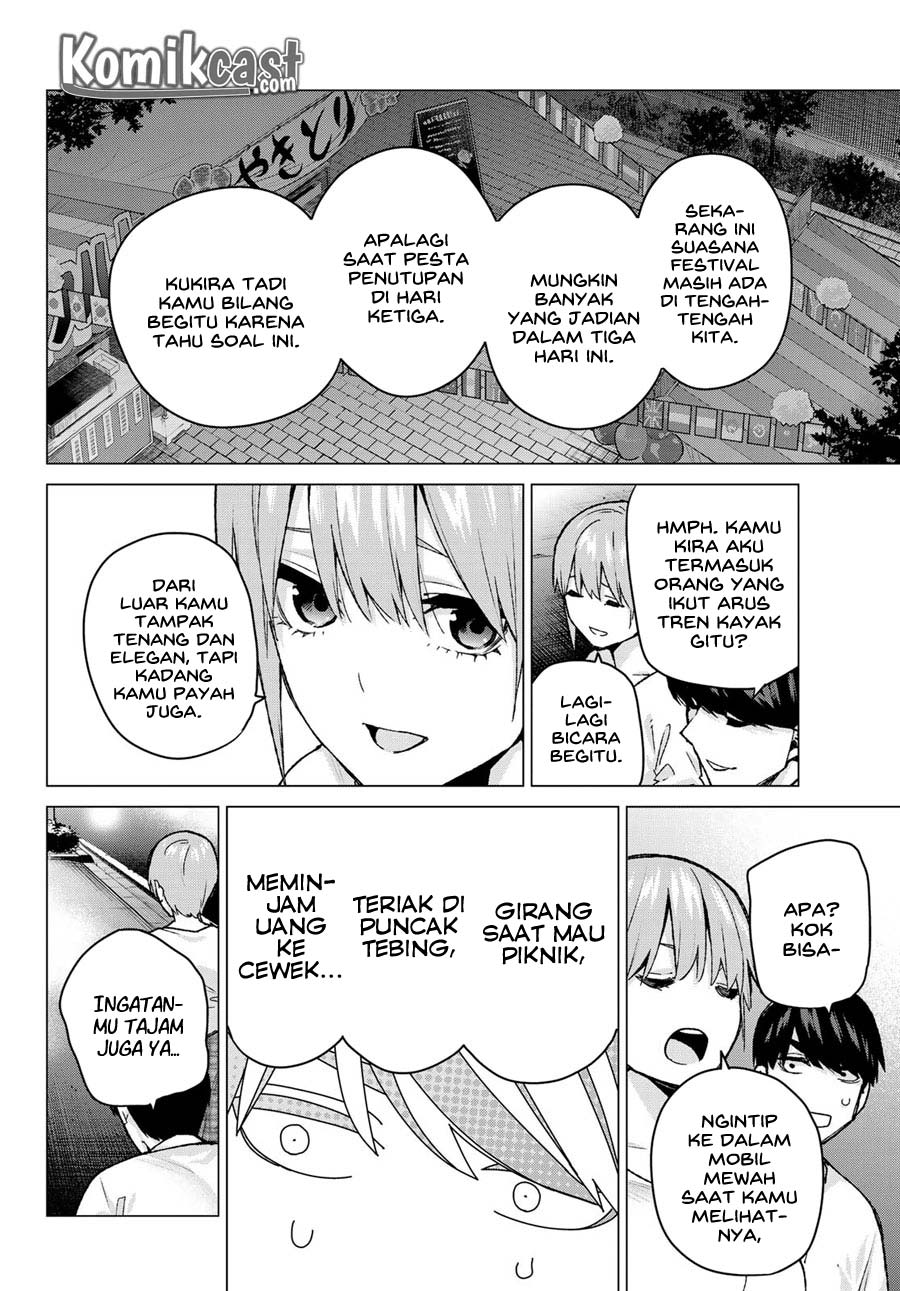 Komikcast
.com
やきとり
SEKA-
RANG INI
SUASANA
FESTIVAL
MASIH ADA
DI TENGAH-
TENGAH
KITA.
MUNGKIN
BANYAK
YANG JADIAN
DALAM TIGA
HARI INI.
APALAGI
SAAT PESTA
PENUTUPAN
DI HARI
KETIGA.
KUKIRA TADI
KAMU BILANG
BEGITU KARENA
TAHU SOAL INI.
HMPH. KAMU
KIRA AKU
TERMASUK
ORANG YANG
IKUT ARUS
TREN KAYAK
GITU?
LAGI-
LAGI
BICARA
BEGITU.
DARI
LUAR KAMU
TAMPAK
TENANG DAN
ELEGAN, TAPI
KADANG
KAMU PAYAH
JUGA.
APA?
KOK
BISA-
NGINTIP
KE DALAM
MOBIL
MEWAH
SAAT KAMU
MELIHAT-
NYA,
GIRANG
SAAT MAU
PIKNIK,
TERIAK DI
PUNCAK
TEBING,
MEMIN-
JAM
UANG
KE
CEWEK...
INGATAN-
MU TAJAM
JUGA YA...